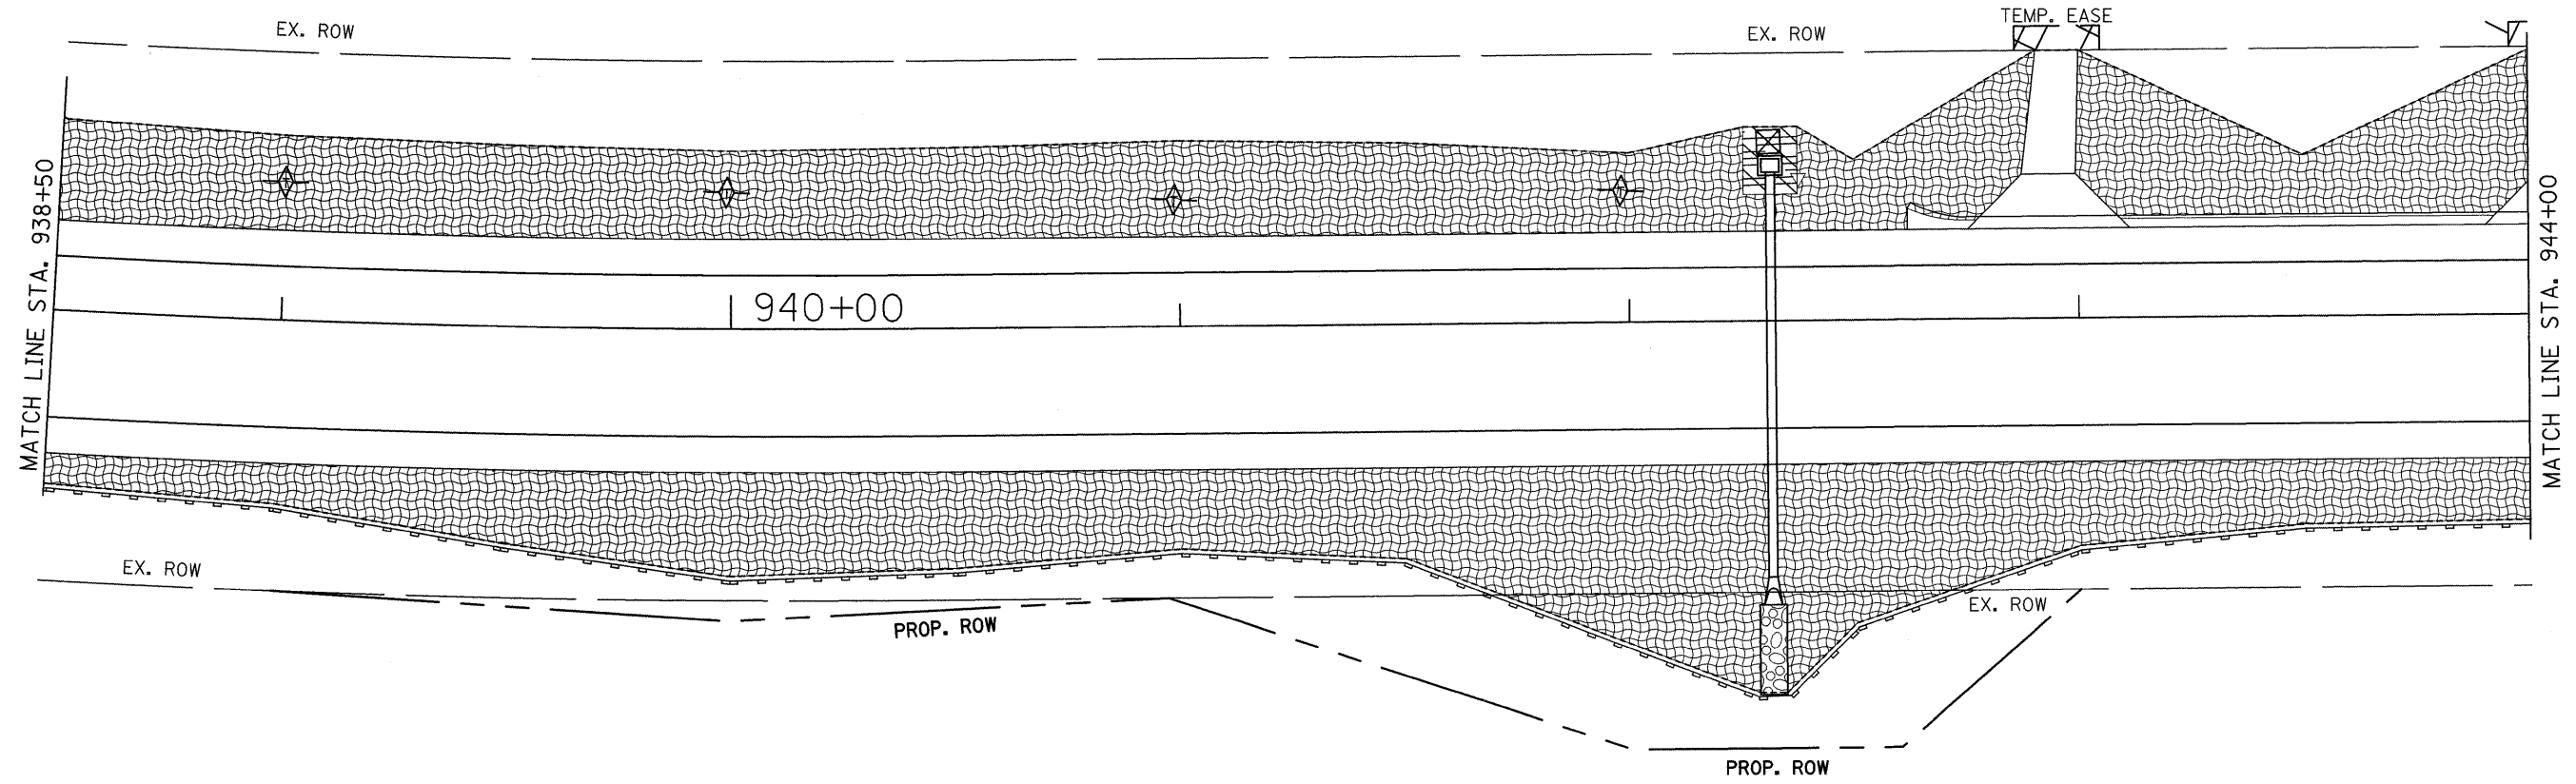 TEMP. EASE
EX. ROW
EX. ROW
MATCH LINE STA. 938+50
MATCH LINE STA. 944+00
940+00
EX. ROW
EX. ROW
PROP. ROW
PROP. ROW